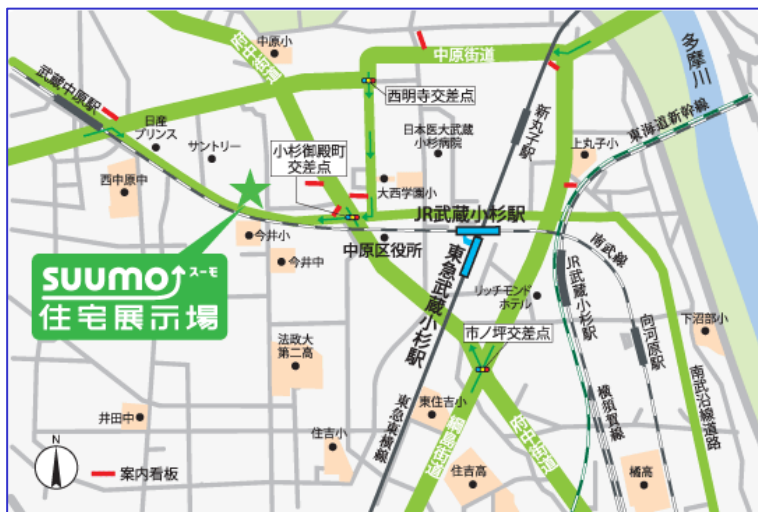 中原小
府中街道
中原街道
多摩川
武蔵中原駅
西明寺交差点
新丸子駅
東海道新幹線
日産
プリンス
サントリー
小杉御殿町
交差点
日本医大武蔵
小杉病院
上丸子小
西中原中
大西学園小
JR武蔵小杉駅
今井小
中原区役所
南武線
今井中
東急武蔵小杉駅
JR武蔵小杉駅
SUUMO スーモ
住宅展示場
リッチモンド
ホテル
向河原駅
下沼部小
法政大
第二高
市ノ坪交差点
南武沿線道路
横須賀線
井田中
東住吉小
東急東横線
綱島街道
府中街道
住吉小
住吉高
橘高
N
案内看板